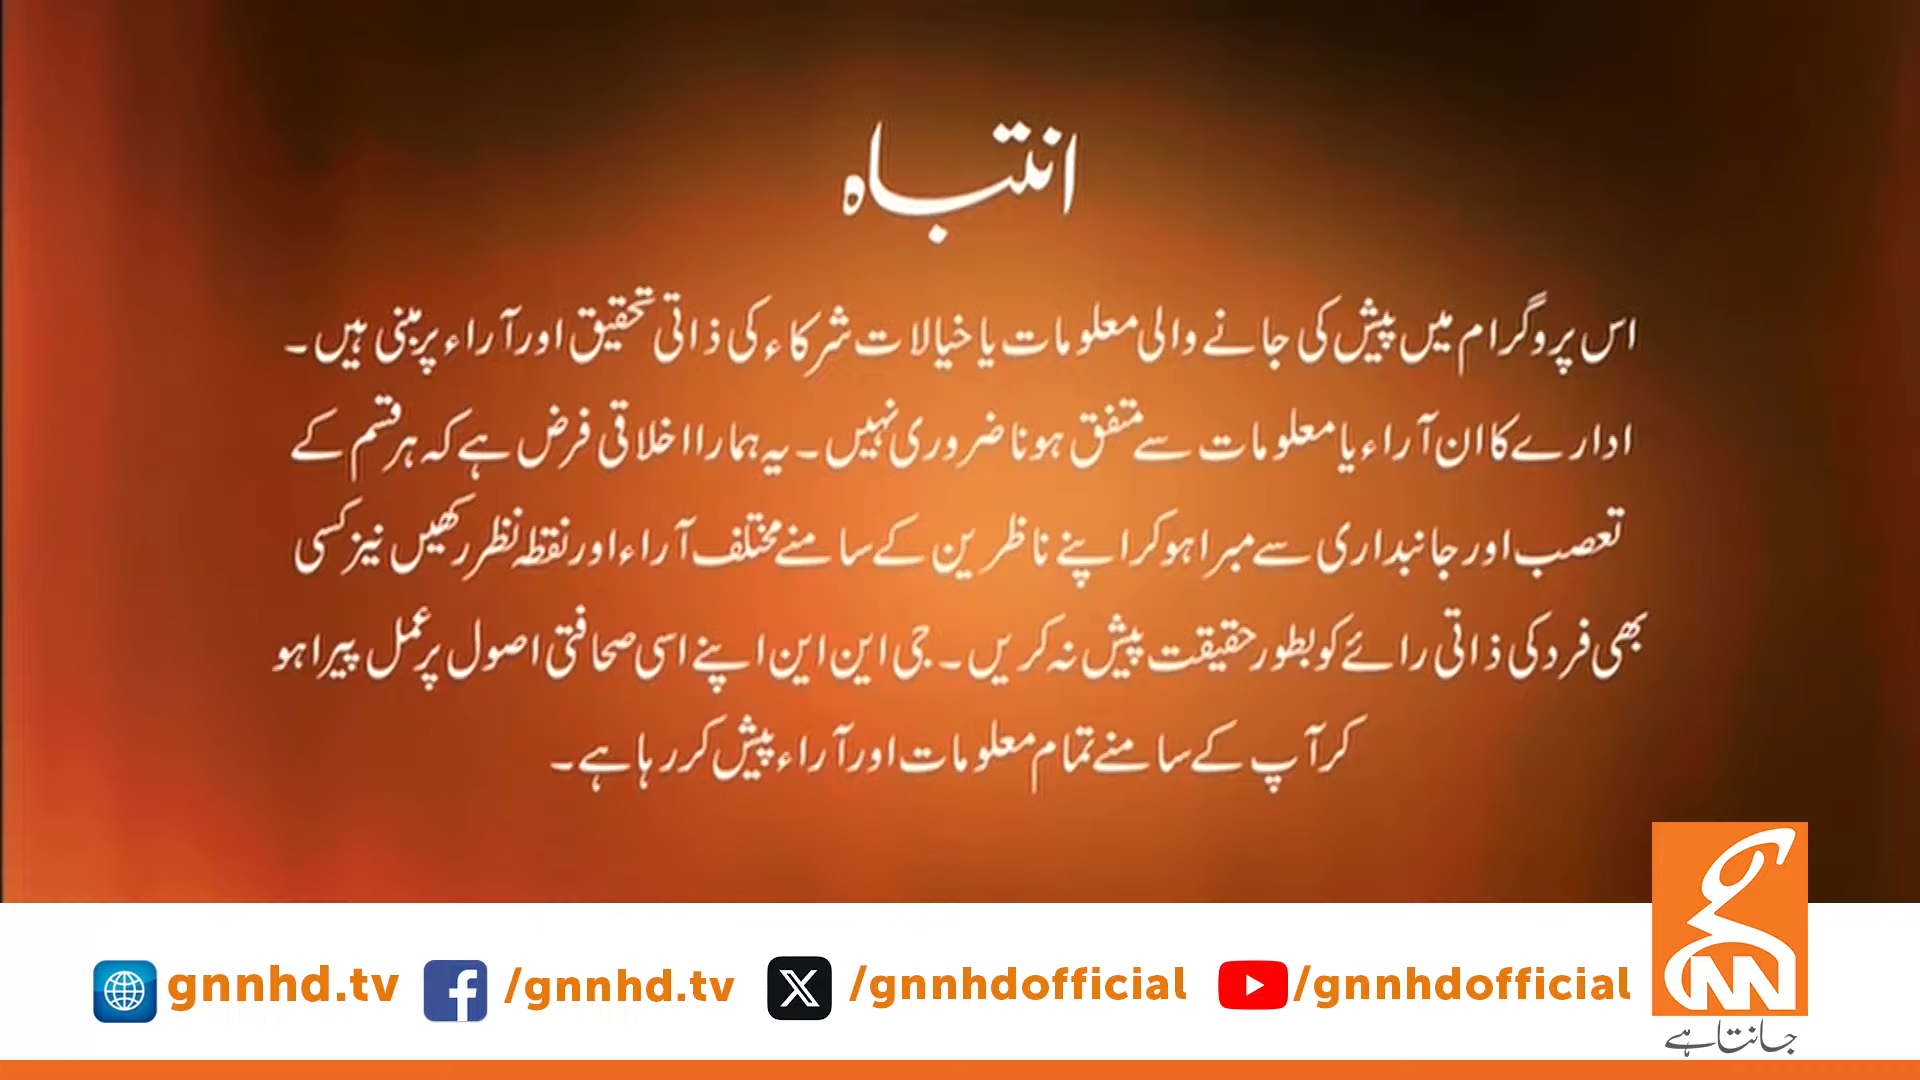 انتباہ
اس پروگرام میں پیش کی جانے والی معلومات یا خیالات شرکاء کی ذاتی تحقیق اور آراء پر مبنی ہیں۔
ادارے کا ان آراء یا معلومات سے متفق ہونا ضروری نہیں۔ یہ ہمارا اخلاقی فرض ہے کہ ہر قسم کے
تعصب اور جانبداری سے مبرا ہو کر اپنے ناظرین کے سامنے مختلف آراء اور نقطہ نظر رکھیں نیز کسی
بھی فرد کی ذاتی رائے کو بطور حقیقت پیش نہ کریں۔ جی این این اپنے اسی صحافتی اصول پر عمل پیرا ہو
کر آپ کے سامنے تمام معلومات اور آراء پیش کر رہا ہے۔
gnnhd.tv /gnnhd.tv /gnnhdofficial /gnnhdofficial
GNN
جانتا ہے